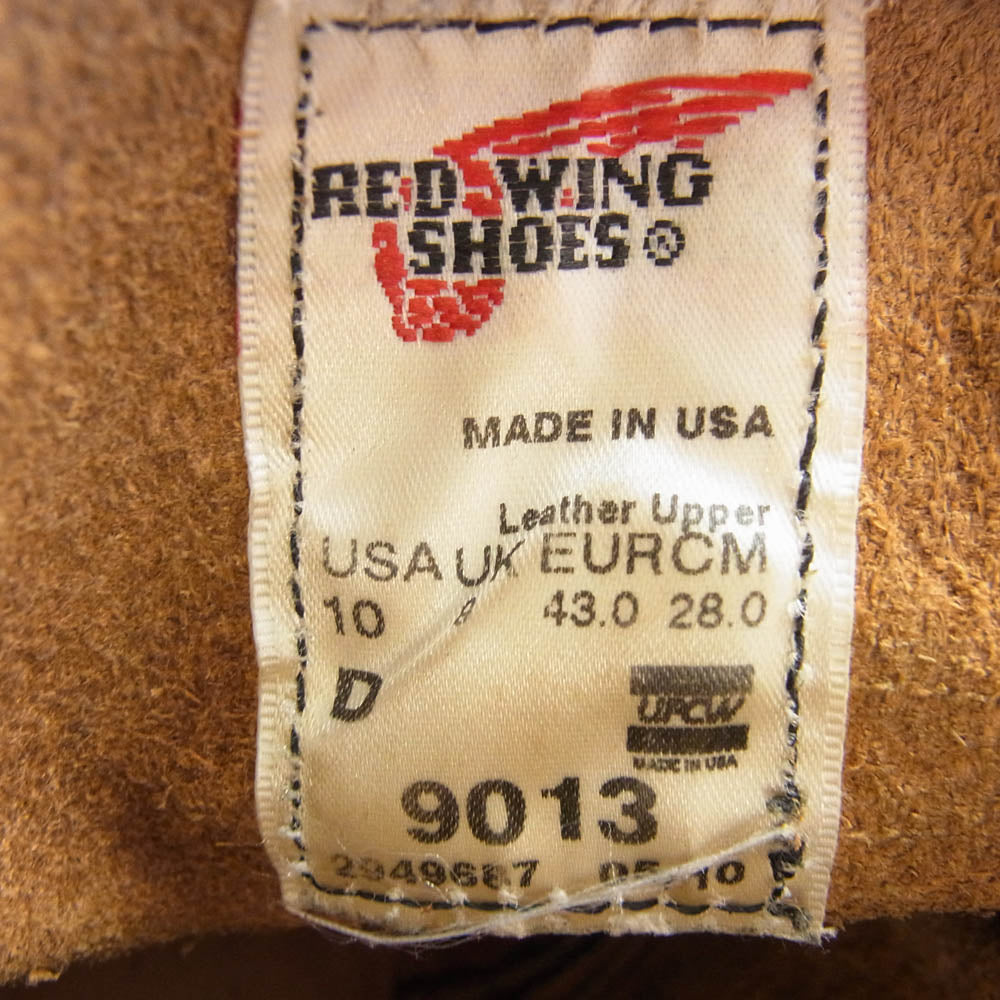 RED WING
SHOES®
MADE IN USA
Leather Upper
USA UK EUR CM
10 43.0 28.0
D
UFCW
MADE IN USA
9013